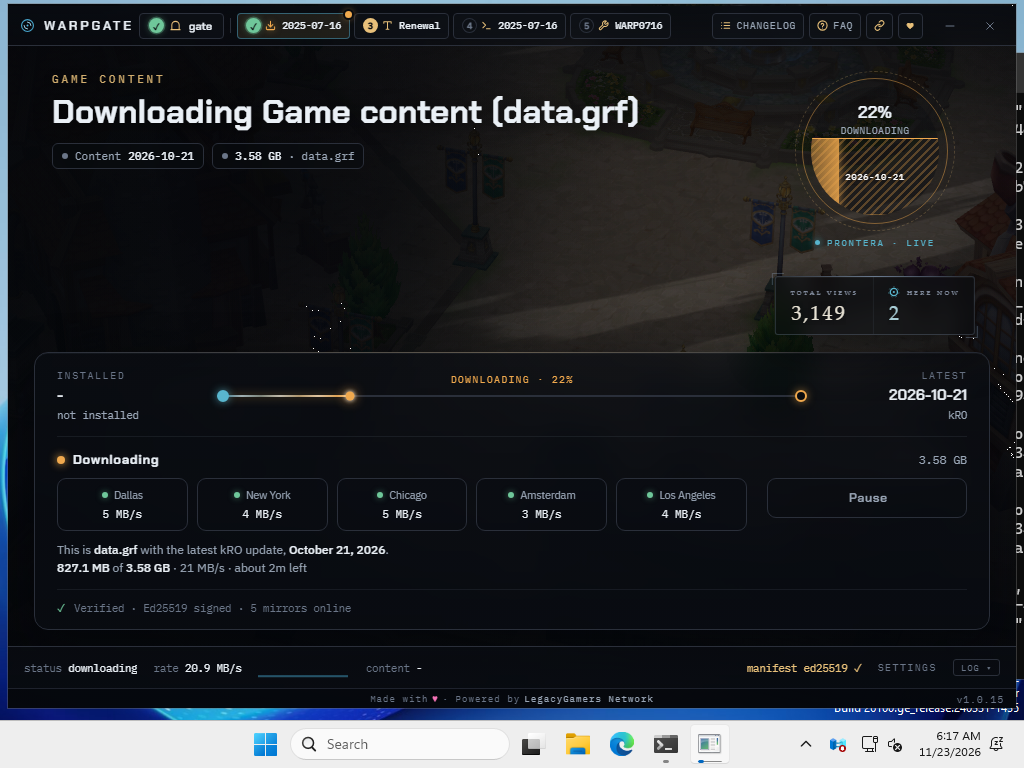 WARPGATE
gate
2025-07-16
3 Renewal
4 2025-07-16
5 WARP0716
CHANGELOG
FAQ
GAME CONTENT
Downloading Game content (data.grf)
Content 2026-10-21
3.58 GB · data.grf
22%
DOWNLOADING
2026-10-21
PRONTERA · LIVE
TOTAL VIEWS
3,149
HERE NOW
2
INSTALLED
-
not installed
DOWNLOADING · 22%
LATEST
2026-10-21
kRO
Downloading
3.58 GB
Dallas
5 MB/s
New York
4 MB/s
Chicago
5 MB/s
Amsterdam
3 MB/s
Los Angeles
4 MB/s
Pause
This is data.grf with the latest kRO update, October 21, 2026.
827.1 MB of 3.58 GB · 21 MB/s · about 2m left
✓ Verified · Ed25519 signed · 5 mirrors online
status downloading
rate 20.9 MB/s
content -
manifest ed25519 ✓
SETTINGS
LOG
Made with ♥ · Powered by LegacyGamers Network
v1.0.15
Search
6:17 AM
11/23/2026